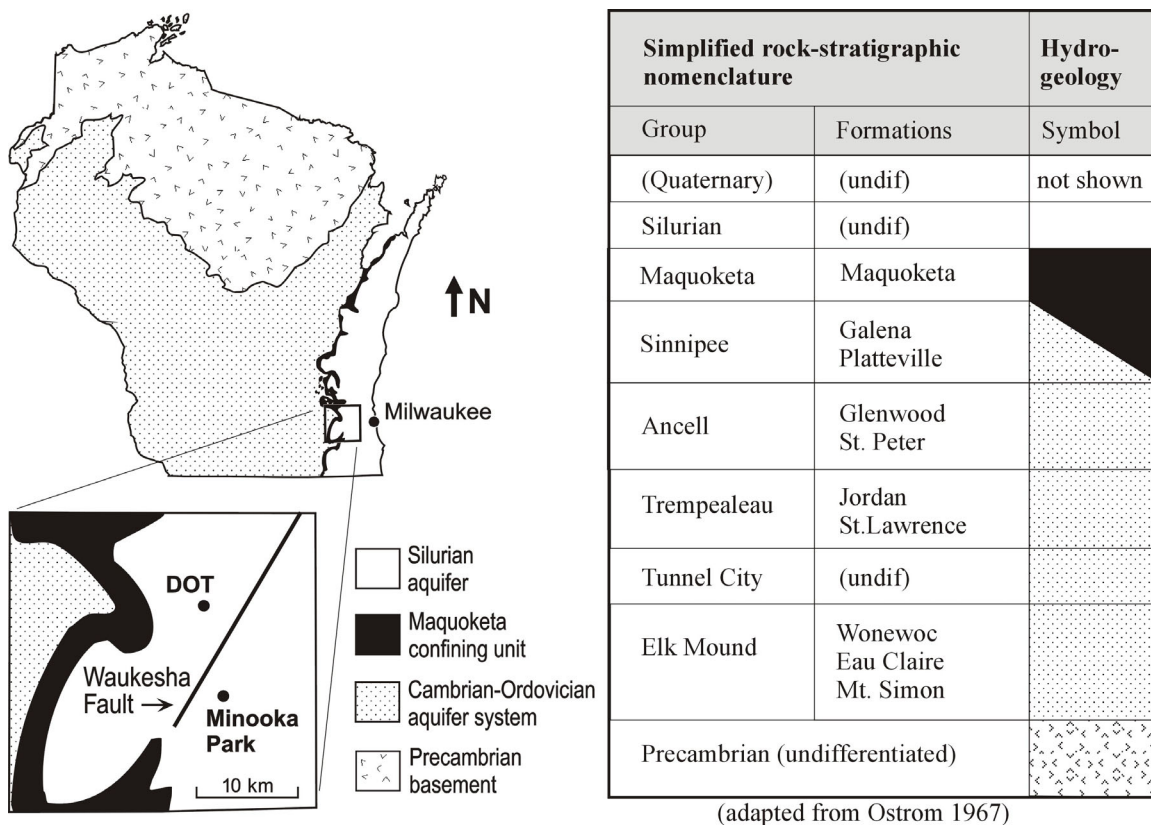 N
Milwaukee
DOT
Waukesha
Fault
Minooka
Park
10 km
Silurian
aquifer
Maquoketa
confining unit
Cambrian-Ordovician
aquifer system
Precambrian
basement
Simplified rock-stratigraphic
nomenclature
Hydro-
geology
Group
Formations
Symbol
(Quaternary)
(undif)
not shown
Silurian
(undif)
Maquoketa
Maquoketa
Sinnipee
Galena
Platteville
Ancell
Glenwood
St. Peter
Trempealeau
Jordan
St.Lawrence
Tunnel City
(undif)
Elk Mound
Wonewoc
Eau Claire
Mt. Simon
Precambrian (undifferentiated)
(adapted from Ostrom 1967)